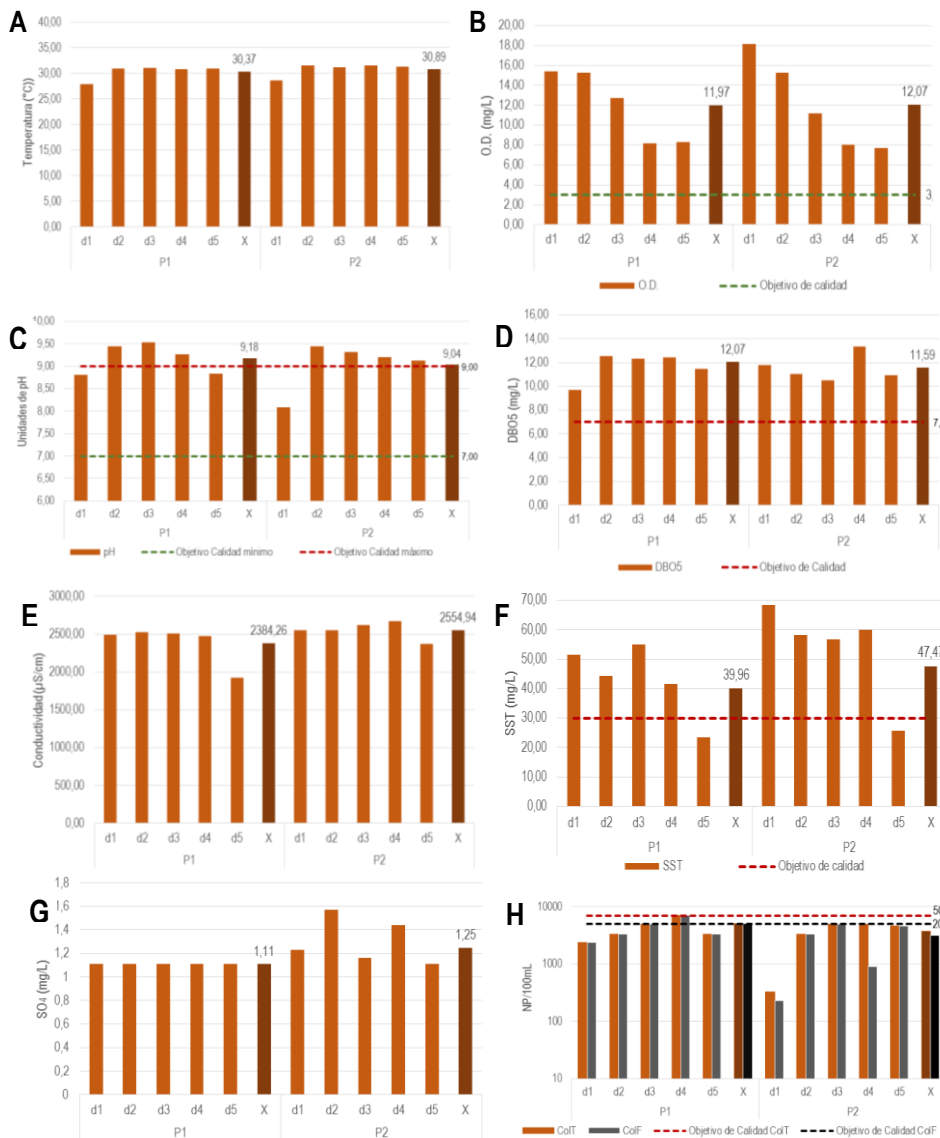 A
Temperatura (°C))
40,00
35,00
30,00
25,00
20,00
15,00
10,00
5,00
0,00
30,37
30,89
d1 d2 d3 d4 d5 X d1 d2 d3 d4 d5 X
P1 P2
B
O.D. (mg/L)
20,00
18,00
16,00
14,00
12,00
10,00
8,00
6,00
4,00
2,00
0,00
11,97
12,07
3,
d1 d2 d3 d4 d5 X d1 d2 d3 d4 d5 X
P1 P2
O.D. Objetivo de calidad
C
Unidades de pH
10,00
9,50
9,00
8,50
8,00
7,50
7,00
6,50
6,00
9,18
9,04
9,00
7,00
d1 d2 d3 d4 d5 X d1 d2 d3 d4 d5 X
P1 P2
pH Objetivo Calidad mínimo Objetivo Calidad máximo
D
DBO5 (mg/L)
16,00
14,00
12,00
10,00
8,00
6,00
4,00
2,00
0,00
12,07
11,59
7,
d1 d2 d3 d4 d5 X d1 d2 d3 d4 d5 X
P1 P2
DBO5 Objetivo de Calidad
E
Conductividad (µS/cm)
3000,00
2500,00
2000,00
1500,00
1000,00
500,00
0,00
2384,26
2554,94
d1 d2 d3 d4 d5 X d1 d2 d3 d4 d5 X
P1 P2
F
SST (mg/L)
70,00
60,00
50,00
40,00
30,00
20,00
10,00
0,00
39,96
47,47
d1 d2 d3 d4 d5 X d1 d2 d3 d4 d5 X
P1 P2
SST Objetivo de calidad
G
SO4 (mg/L)
1,8
1,6
1,4
1,2
1
0,8
0,6
0,4
0,2
0
1,11
1,25
d1 d2 d3 d4 d5 X d1 d2 d3 d4 d5 X
P1 P2
H
NP/100mL
10000
1000
100
10
50
20
d1 d2 d3 d4 d5 X d1 d2 d3 d4 d5 X
P1 P2
ColT ColF Objetivo de Calidad ColT Objetivo de Calidad ColF